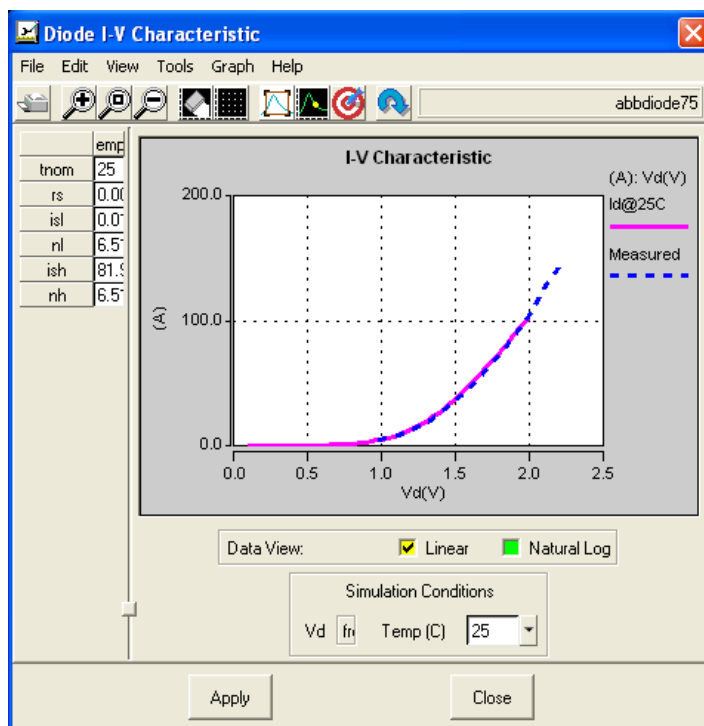 Diode I-V Characteristic
File Edit View Tools Graph Help
abbdiode75
emp
tnom 25
rs
isl
nl
ish
nh
I-V Characteristic
(A): Vd(V)
Id@25C
Measured
200.0
100.0
0.0
(A)
0.0 0.5 1.0 1.5 2.0 2.5
Vd(V)
Data View: Linear Natural Log
Simulation Conditions
Vd Temp (C) 25
Apply Close